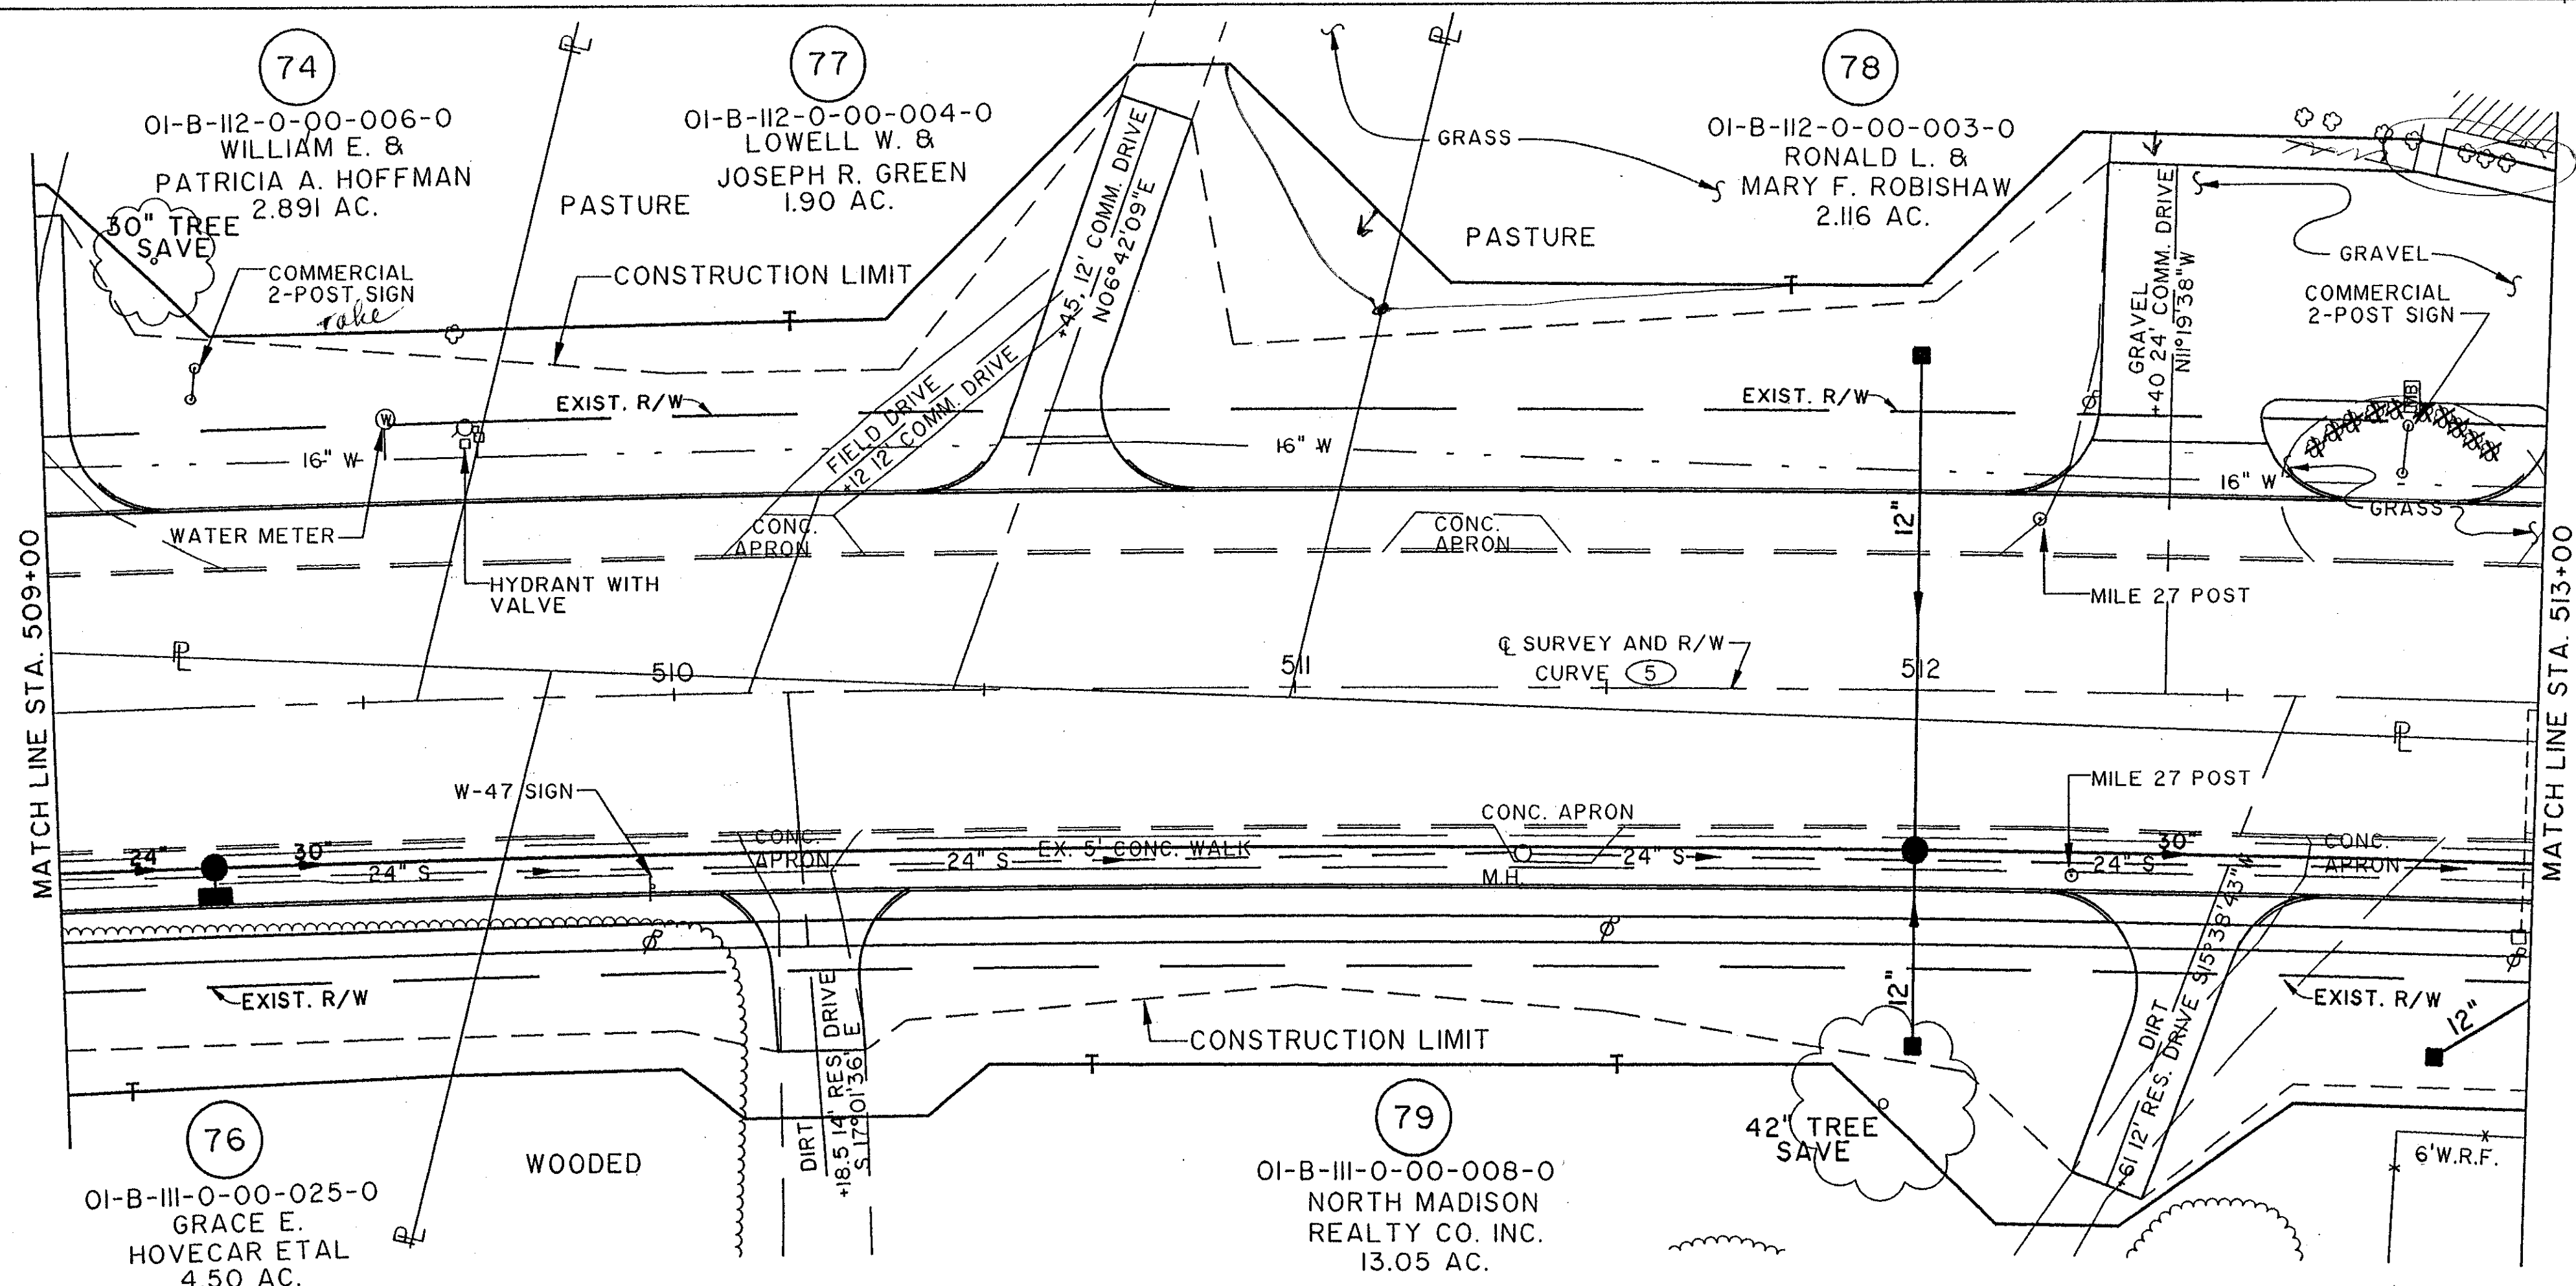 74
01-B-112-0-00-006-0
WILLIAM E. &
PATRICIA A. HOFFMAN
2.891 AC.
77
01-B-112-0-00-004-0
LOWELL W. &
JOSEPH R. GREEN
1.90 AC.
78
01-B-112-0-00-003-0
RONALD L. &
MARY F. ROBISHAW
2.116 AC.
30" TREE
SAVE
PASTURE
GRASS
PASTURE
COMMERCIAL
2-POST SIGN
CONSTRUCTION LIMIT
+45, 12' COMM. DRIVE
N06°42'09"E
GRAVEL
+40 24' COMM. DRIVE
N11°19'38"W
GRAVEL
COMMERCIAL
2-POST SIGN
MB
EXIST. R/W
EXIST. R/W
FIELD DRIVE
+12 12' COMM. DRIVE
W
16" W
16" W
16" W
GRASS
WATER METER
HYDRANT WITH
VALVE
CONC.
APRON
CONC.
APRON
12"
MILE 27 POST
MATCH LINE STA. 509+00
MATCH LINE STA. 513+00
PL
PL
PL
510
511
512
℄ SURVEY AND R/W
CURVE 5
PL
W-47 SIGN
MILE 27 POST
24"
30"
24" S
CONC.
APRON
24" S
EX. 5' CONC. WALK
CONC. APRON
M.H.
24" S
30"
24" S
CONC.
APRON
EXIST. R/W
DIRT
+18.5 14' RES. DRIVE
S 17°01'36" E
CONSTRUCTION LIMIT
12"
DIRT
+61 12' RES. DRIVE S15°38'43"W
EXIST. R/W
12"
42" TREE
SAVE
6' W.R.F.
76
01-B-111-0-00-025-0
GRACE E.
HOVECAR ETAL
4.50 AC.
PL
WOODED
79
01-B-111-0-00-008-0
NORTH MADISON
REALTY CO. INC.
13.05 AC.